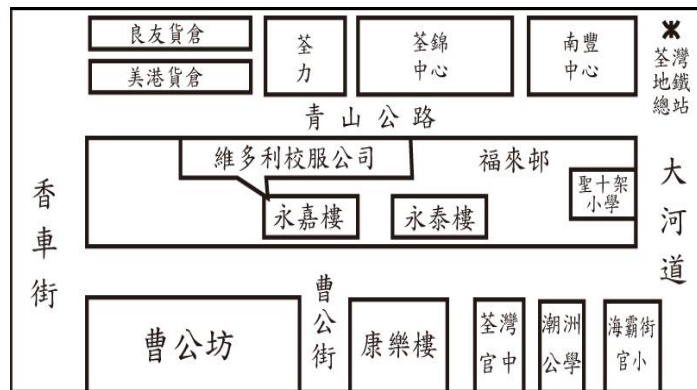 良友貨倉
美港貨倉
荃
力
荃錦
中心
南豐
中心
荃灣
地鐵
總站
青山公路
維多利校服公司
福來邨
聖十架
小學
永嘉樓
永泰樓
香車街
大河道
曹公坊
曹公街
康樂樓
荃灣
官中
潮洲
公學
海霸街
官小